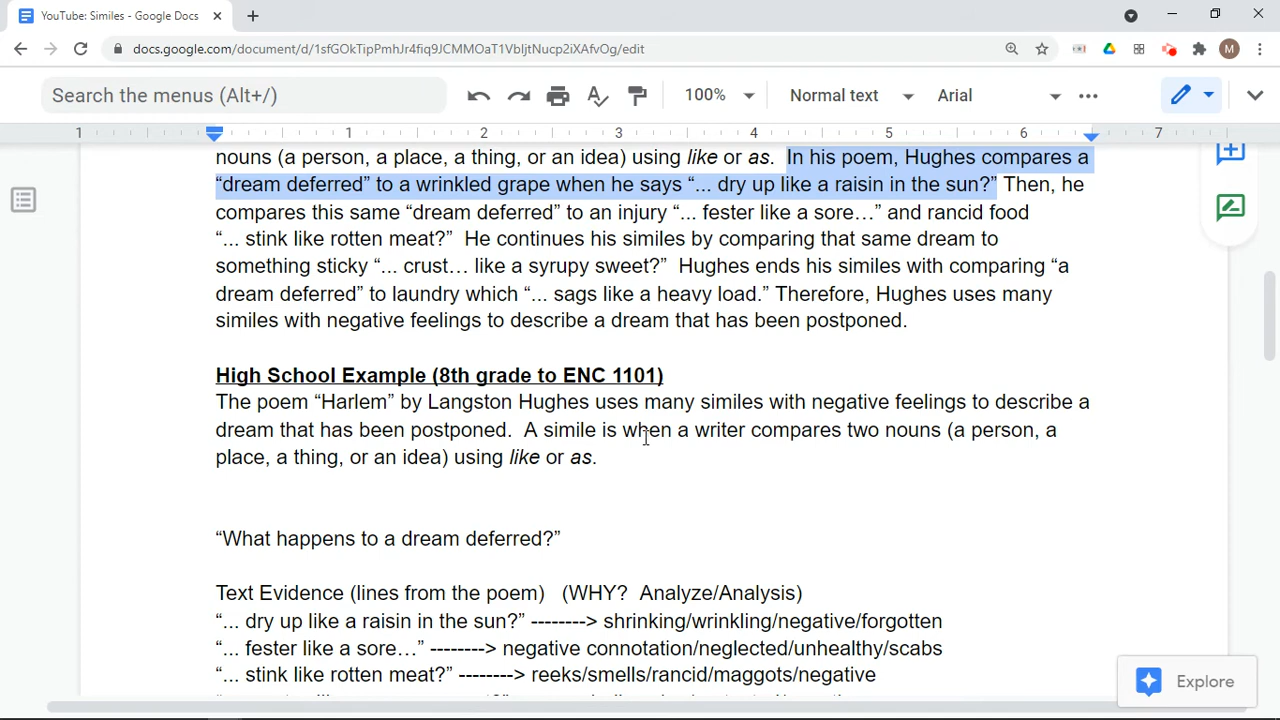 YouTube: Similes - Google Docs
docs.google.com/document/d/1sfGOkTipPmhJr4fiq9JCMMOaT1VbIjtNucp2iXAfvOg/edit
M
Search the menus (Alt+/)
100%
Normal text
Arial
1 1 2 3 4 5 6 7
nouns (a person, a place, a thing, or an idea) using like or as.  In his poem, Hughes compares a
“dream deferred” to a wrinkled grape when he says “... dry up like a raisin in the sun?” Then, he
compares this same “dream deferred” to an injury “... fester like a sore…” and rancid food
“... stink like rotten meat?”  He continues his similes by comparing that same dream to
something sticky “... crust… like a syrupy sweet?”  Hughes ends his similes with comparing “a
dream deferred” to laundry which “... sags like a heavy load.” Therefore, Hughes uses many
similes with negative feelings to describe a dream that has been postponed.
High School Example (8th grade to ENC 1101)
The poem “Harlem” by Langston Hughes uses many similes with negative feelings to describe a
dream that has been postponed.  A simile is when a writer compares two nouns (a person, a
place, a thing, or an idea) using like or as.
“What happens to a dream deferred?”
Text Evidence (lines from the poem)   (WHY?  Analyze/Analysis)
“... dry up like a raisin in the sun?” --------> shrinking/wrinkling/negative/forgotten
“... fester like a sore…” --------> negative connotation/neglected/unhealthy/scabs
“... stink like rotten meat?” --------> reeks/smells/rancid/maggots/negative
Explore